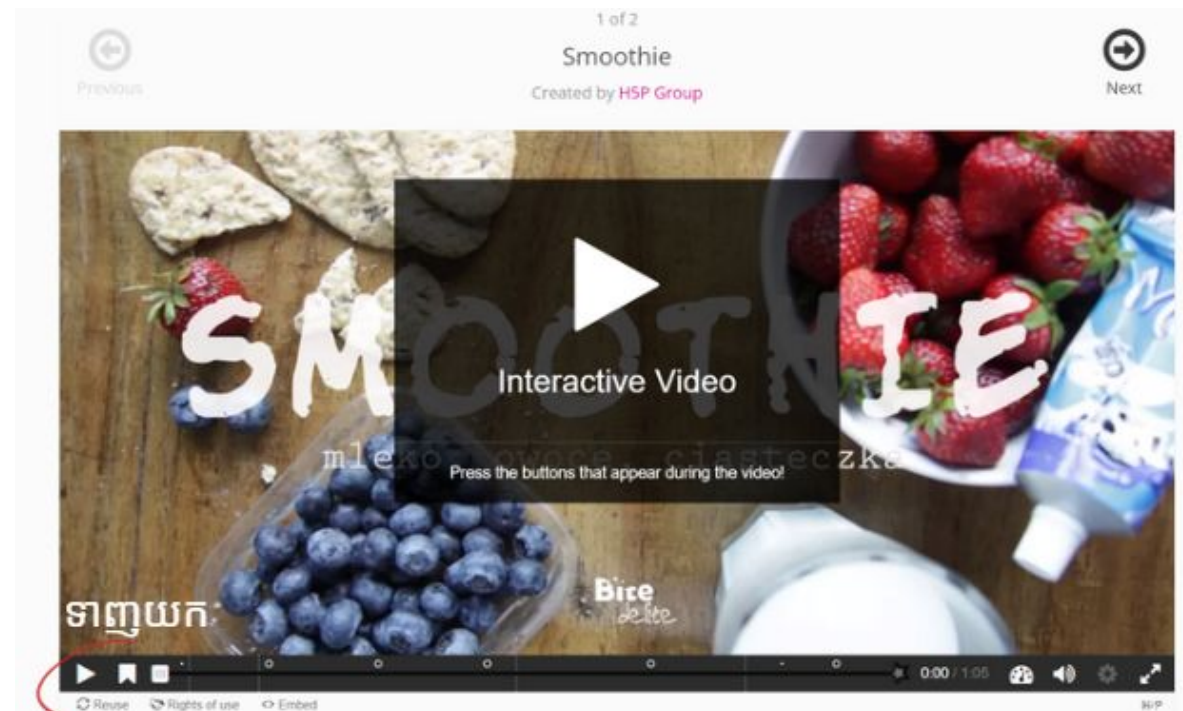 1 of 2
Smoothie
Created by H5P Group
Previous
Next
SMOOTHIE
Interactive Video
mleko, owoce, ciasteczka
Press the buttons that appear during the video!
Bite
delite
ទាញយក
0:00 / 1:05
Reuse Rights of use Embed
H5P